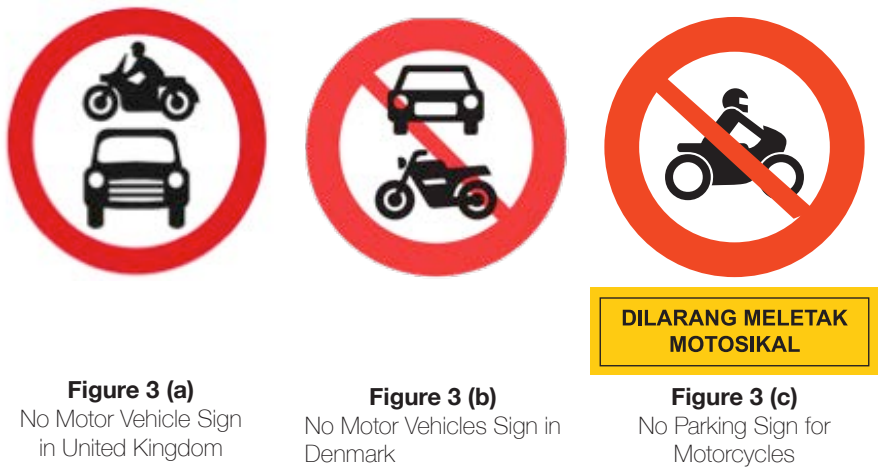 DILARANG MELETAK
MOTOSIKAL
Figure 3 (a)
No Motor Vehicle Sign
in United Kingdom
Figure 3 (b)
No Motor Vehicles Sign in
Denmark
Figure 3 (c)
No Parking Sign for
Motorcycles